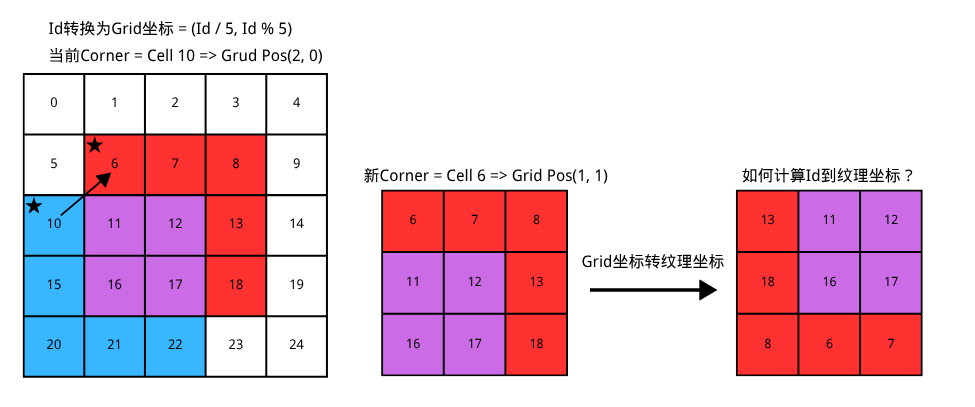 Id转换为Grid坐标 = (Id / 5, Id % 5)
当前Corner = Cell 10 => Grud Pos(2, 0)
0 1 2 3 4
5 6 7 8 9
10 11 12 13 14
15 16 17 18 19
20 21 22 23 24
新Corner = Cell 6 => Grid Pos(1, 1)
6 7 8
11 12 13
16 17 18
Grid坐标转纹理坐标
如何计算Id到纹理坐标？
13 11 12
18 16 17
8 6 7